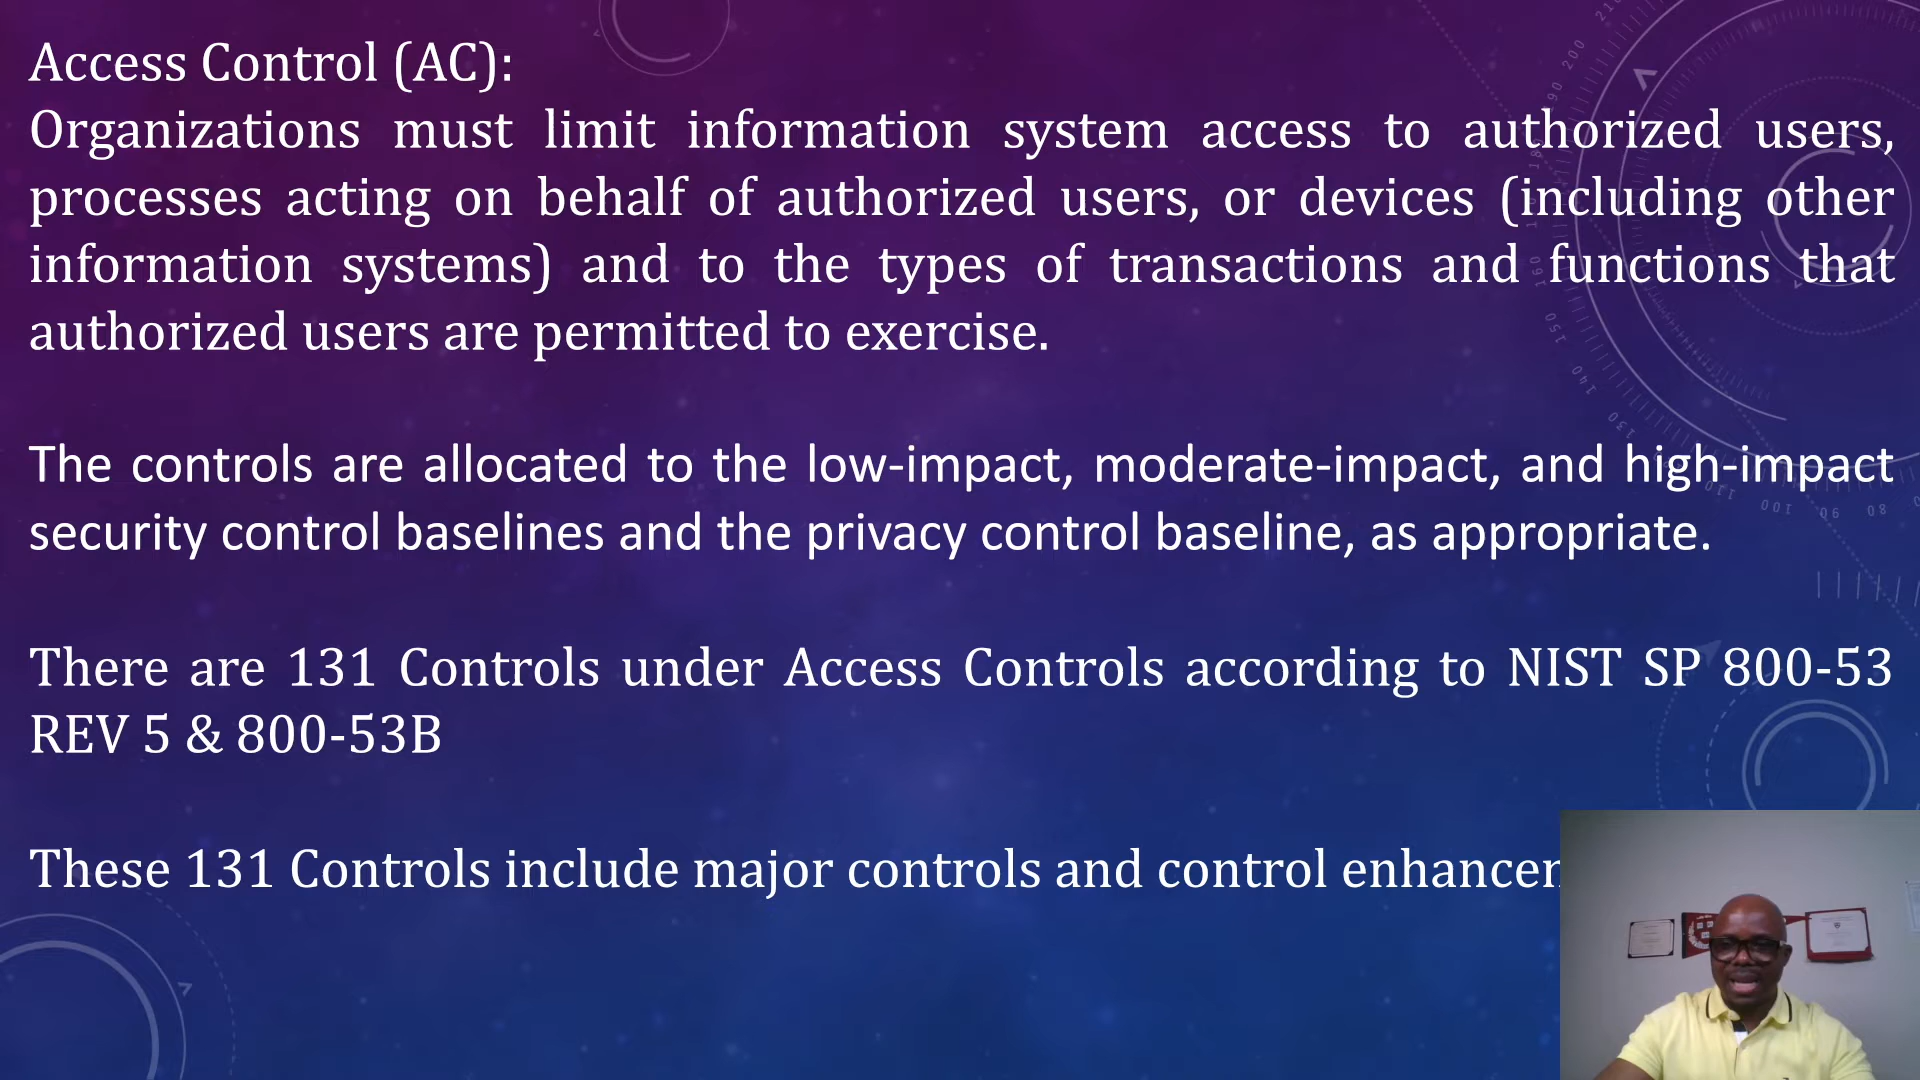 Access Control (AC):
Organizations must limit information system access to authorized users,
processes acting on behalf of authorized users, or devices (including other
information systems) and to the types of transactions and functions that
authorized users are permitted to exercise.
The controls are allocated to the low-impact, moderate-impact, and high-impact
security control baselines and the privacy control baseline, as appropriate.
There are 131 Controls under Access Controls according to NIST SP 800-53
REV 5 & 800-53B
These 131 Controls include major controls and control